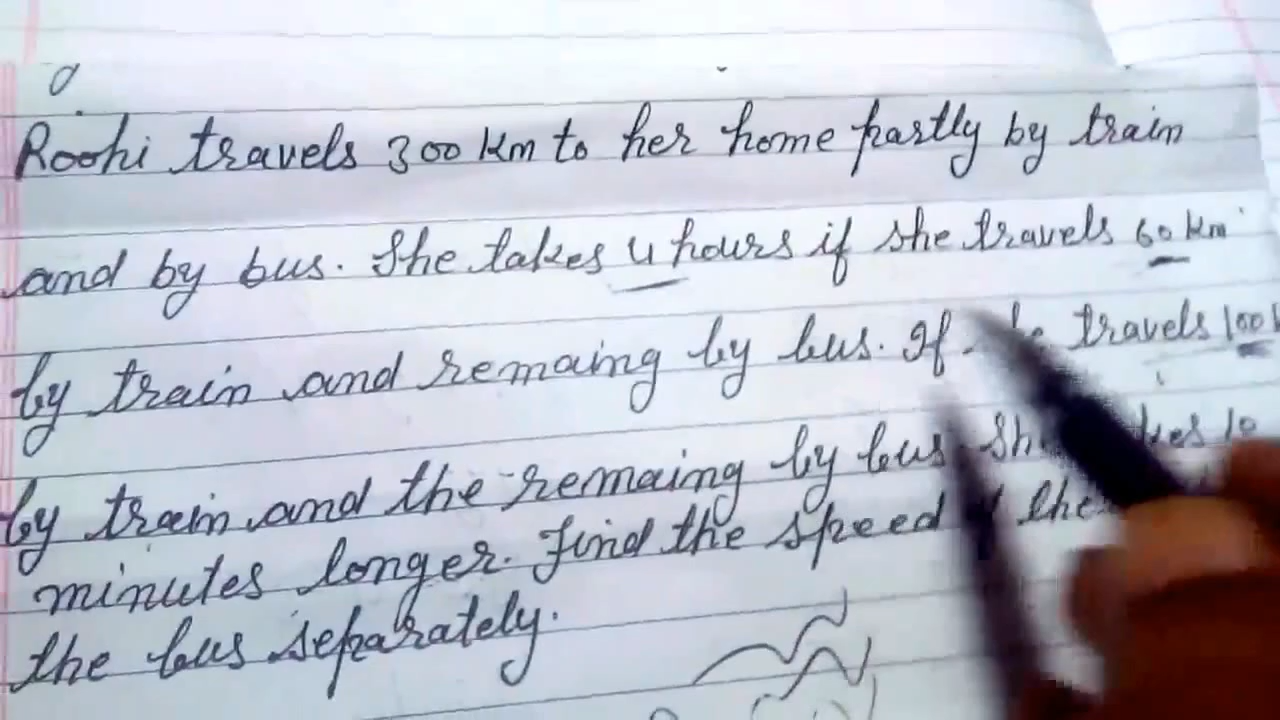 Roohi travels 300 Km to her home partly by train
and by bus. She takes 4 hours if she travels 60 Km
by train and remaing by bus. If travels 100
by train and the remaing by bus. 10
minutes longer. Find the speed
the bus separately.